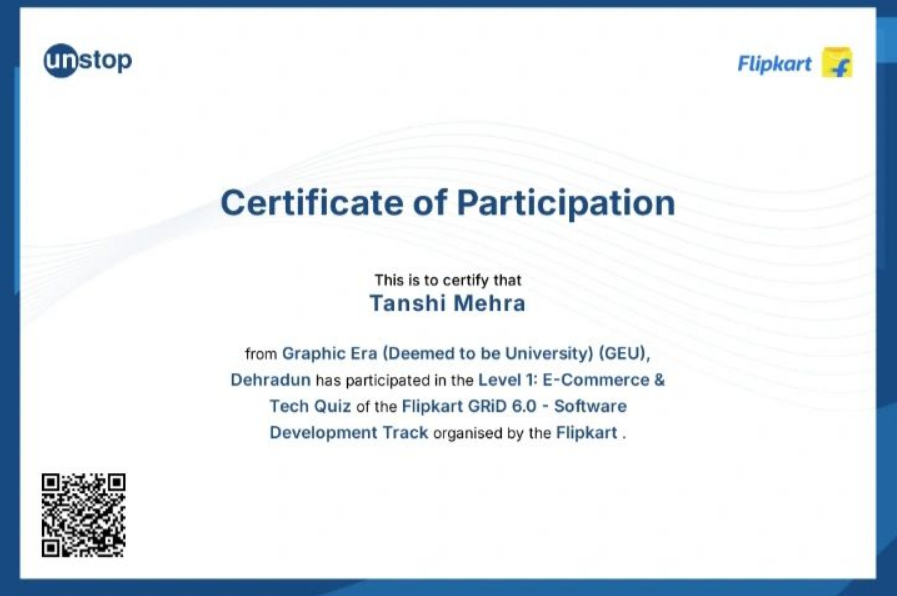 unstop
Flipkart
Certificate of Participation
This is to certify that
Tanshi Mehra
from Graphic Era (Deemed to be University) (GEU),
Dehradun has participated in the Level 1: E-Commerce &
Tech Quiz of the Flipkart GRiD 6.0 - Software
Development Track organised by the Flipkart .